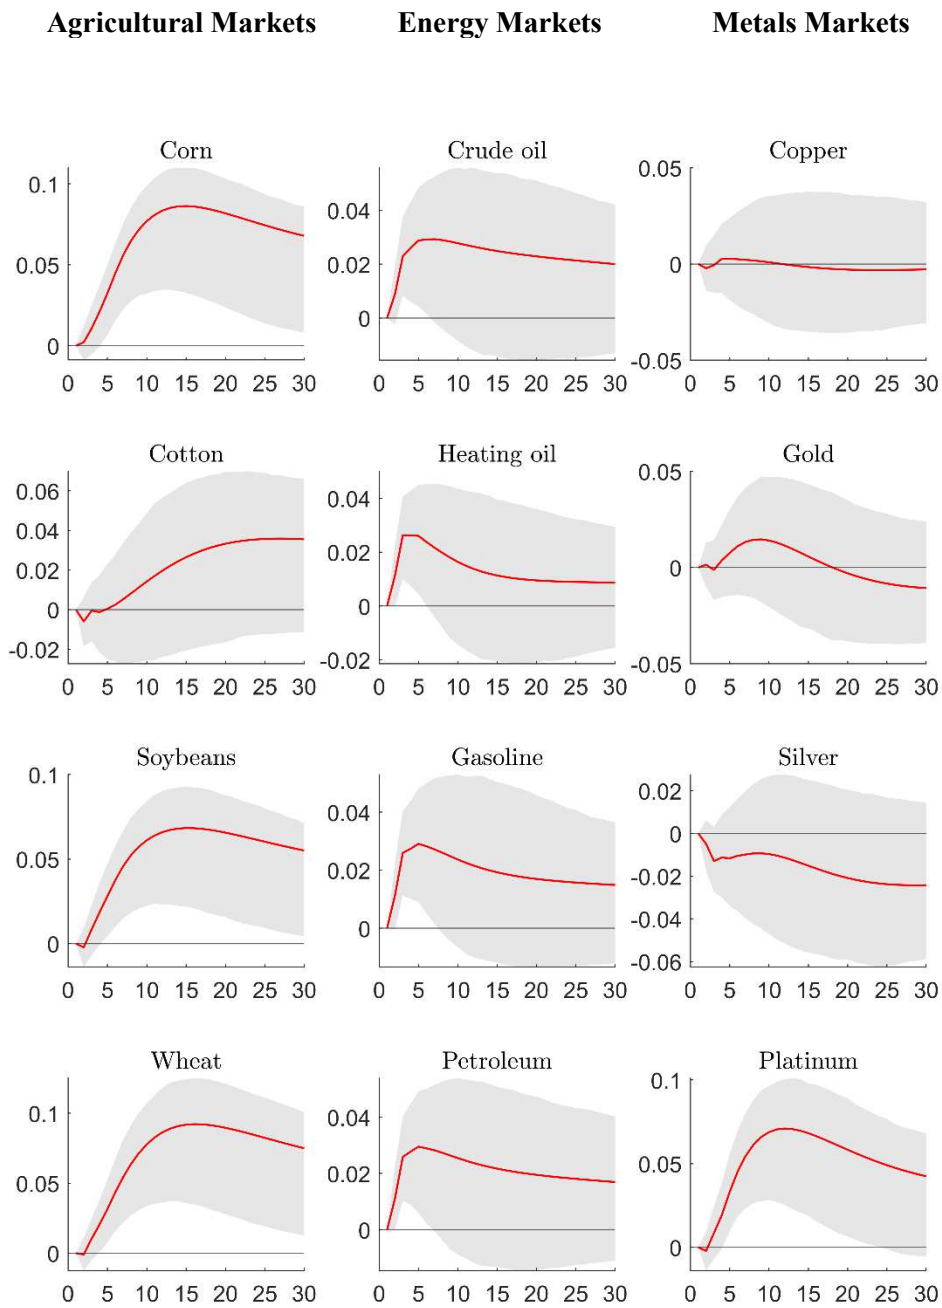 Agricultural Markets Energy Markets Metals Markets
Corn Crude oil Copper
0.1 0.04 0.05
0.05 0.02 0
0 0 -0.05
0 5 10 15 20 25 30 0 5 10 15 20 25 30 0 5 10 15 20 25 30
Cotton Heating oil Gold
0.06 0.04 0.05
0.04 0.02 0
0.02 0 -0.05
0 -0.02
-0.02
0 5 10 15 20 25 30 0 5 10 15 20 25 30 0 5 10 15 20 25 30
Soybeans Gasoline Silver
0.1 0.04 0.02
0.05 0.02 0
0 0 -0.02
-0.04
-0.06
0 5 10 15 20 25 30 0 5 10 15 20 25 30 0 5 10 15 20 25 30
Wheat Petroleum Platinum
0.1 0.04 0.1
0.05 0.02 0.05
0 0 0
0 5 10 15 20 25 30 0 5 10 15 20 25 30 0 5 10 15 20 25 30